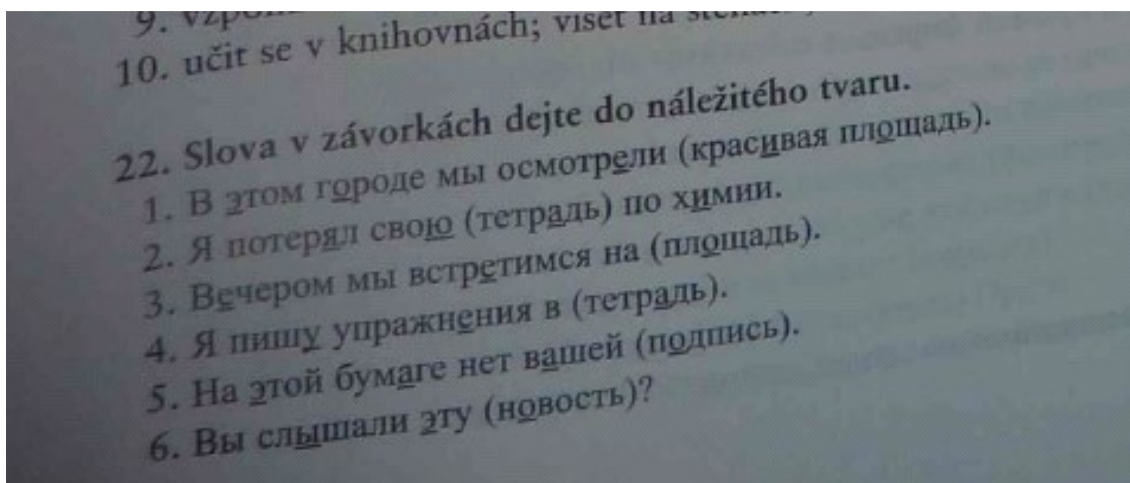 9.
10. učit se v knihovnách; viset na
22. Slova v závorkách dejte do náležitého tvaru.
1. В этом городе мы осмотрели (красивая площадь).
2. Я потерял свою (тетрадь) по химии.
3. Вечером мы встретимся на (площадь).
4. Я пишу упражнения в (тетрадь).
5. На этой бумаге нет вашей (подпись).
6. Вы слышали эту (новость)?